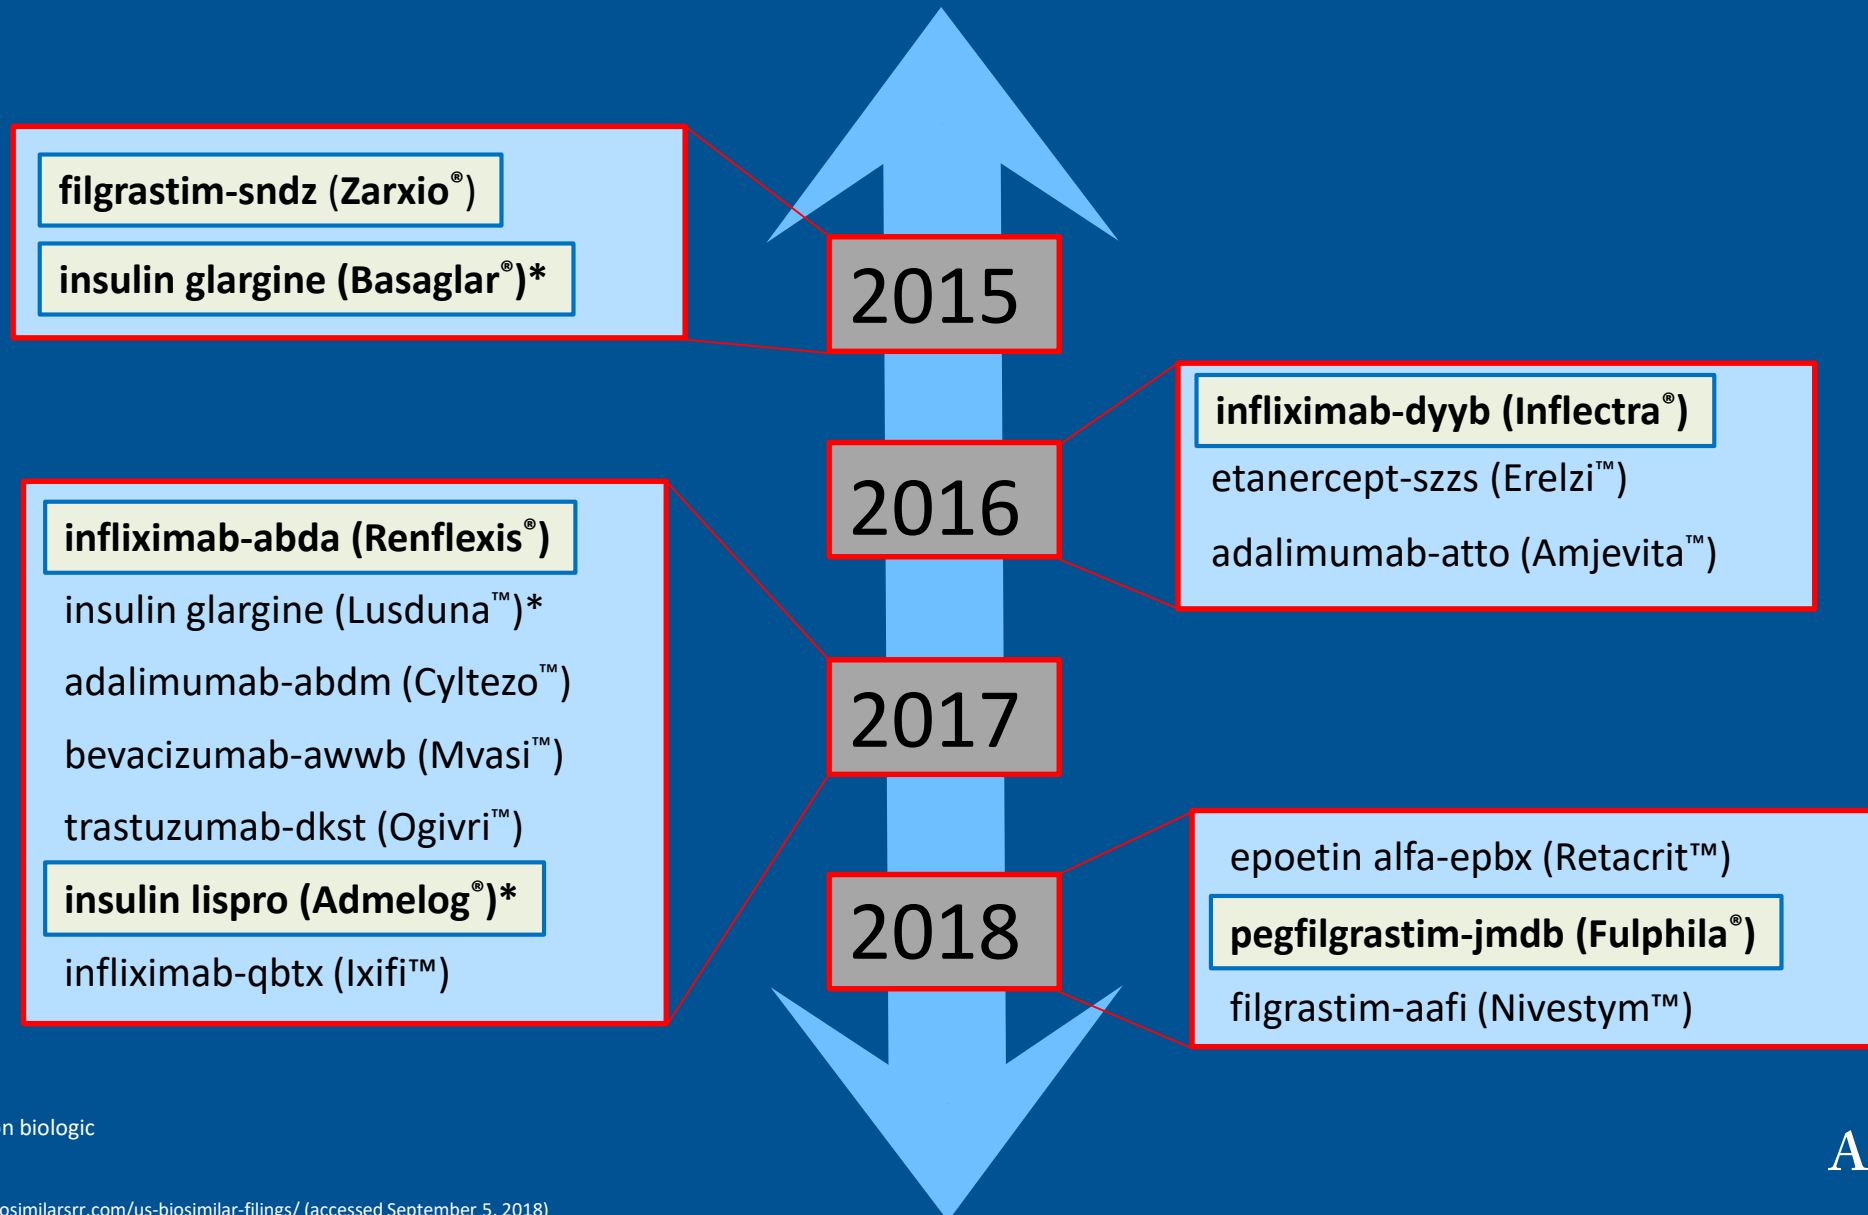 filgrastim-sndz (Zarxio®)
insulin glargine (Basaglar®)*
2015
infliximab-dyyb (Inflectra®)
etanercept-szzs (Erelzi™)
adalimumab-atto (Amjevita™)
2016
infliximab-abda (Renflexis®)
insulin glargine (Lusduna™)*
adalimumab-abdm (Cyltezo™)
bevacizumab-awwb (Mvasi™)
trastuzumab-dkst (Ogivri™)
insulin lispro (Admelog®)*
infliximab-qbtx (Ixifi™)
2017
2018
epoetin alfa-epbx (Retacrit™)
pegfilgrastim-jmdb (Fulphila®)
filgrastim-aafi (Nivestym™)
n biologic
A
osimilarsrr.com/us-biosimilar-filings/ (accessed September 5, 2018)